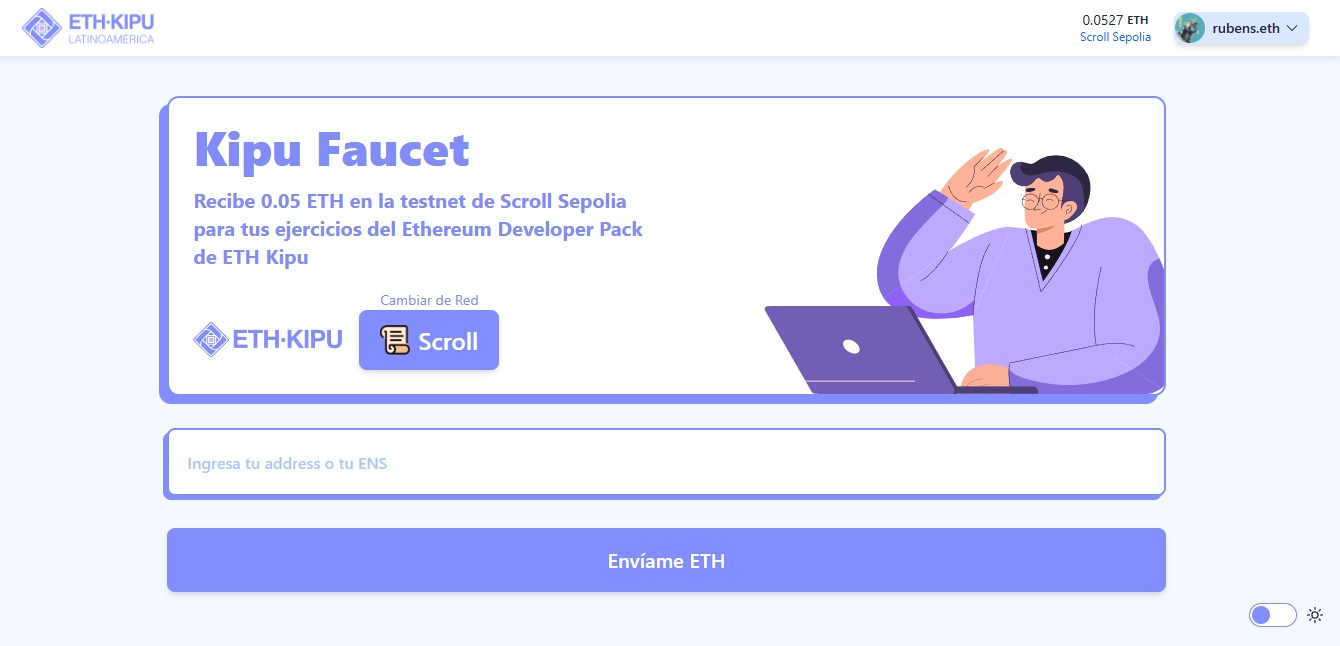 ETH·KIPU
LATINOAMÉRICA
0.0527 ETH
Scroll Sepolia
rubens.eth
Kipu Faucet
Recibe 0.05 ETH en la testnet de Scroll Sepolia
para tus ejercicios del Ethereum Developer Pack
de ETH Kipu
Cambiar de Red
ETH·KIPU
Scroll
Ingresa tu address o tu ENS
Envíame ETH